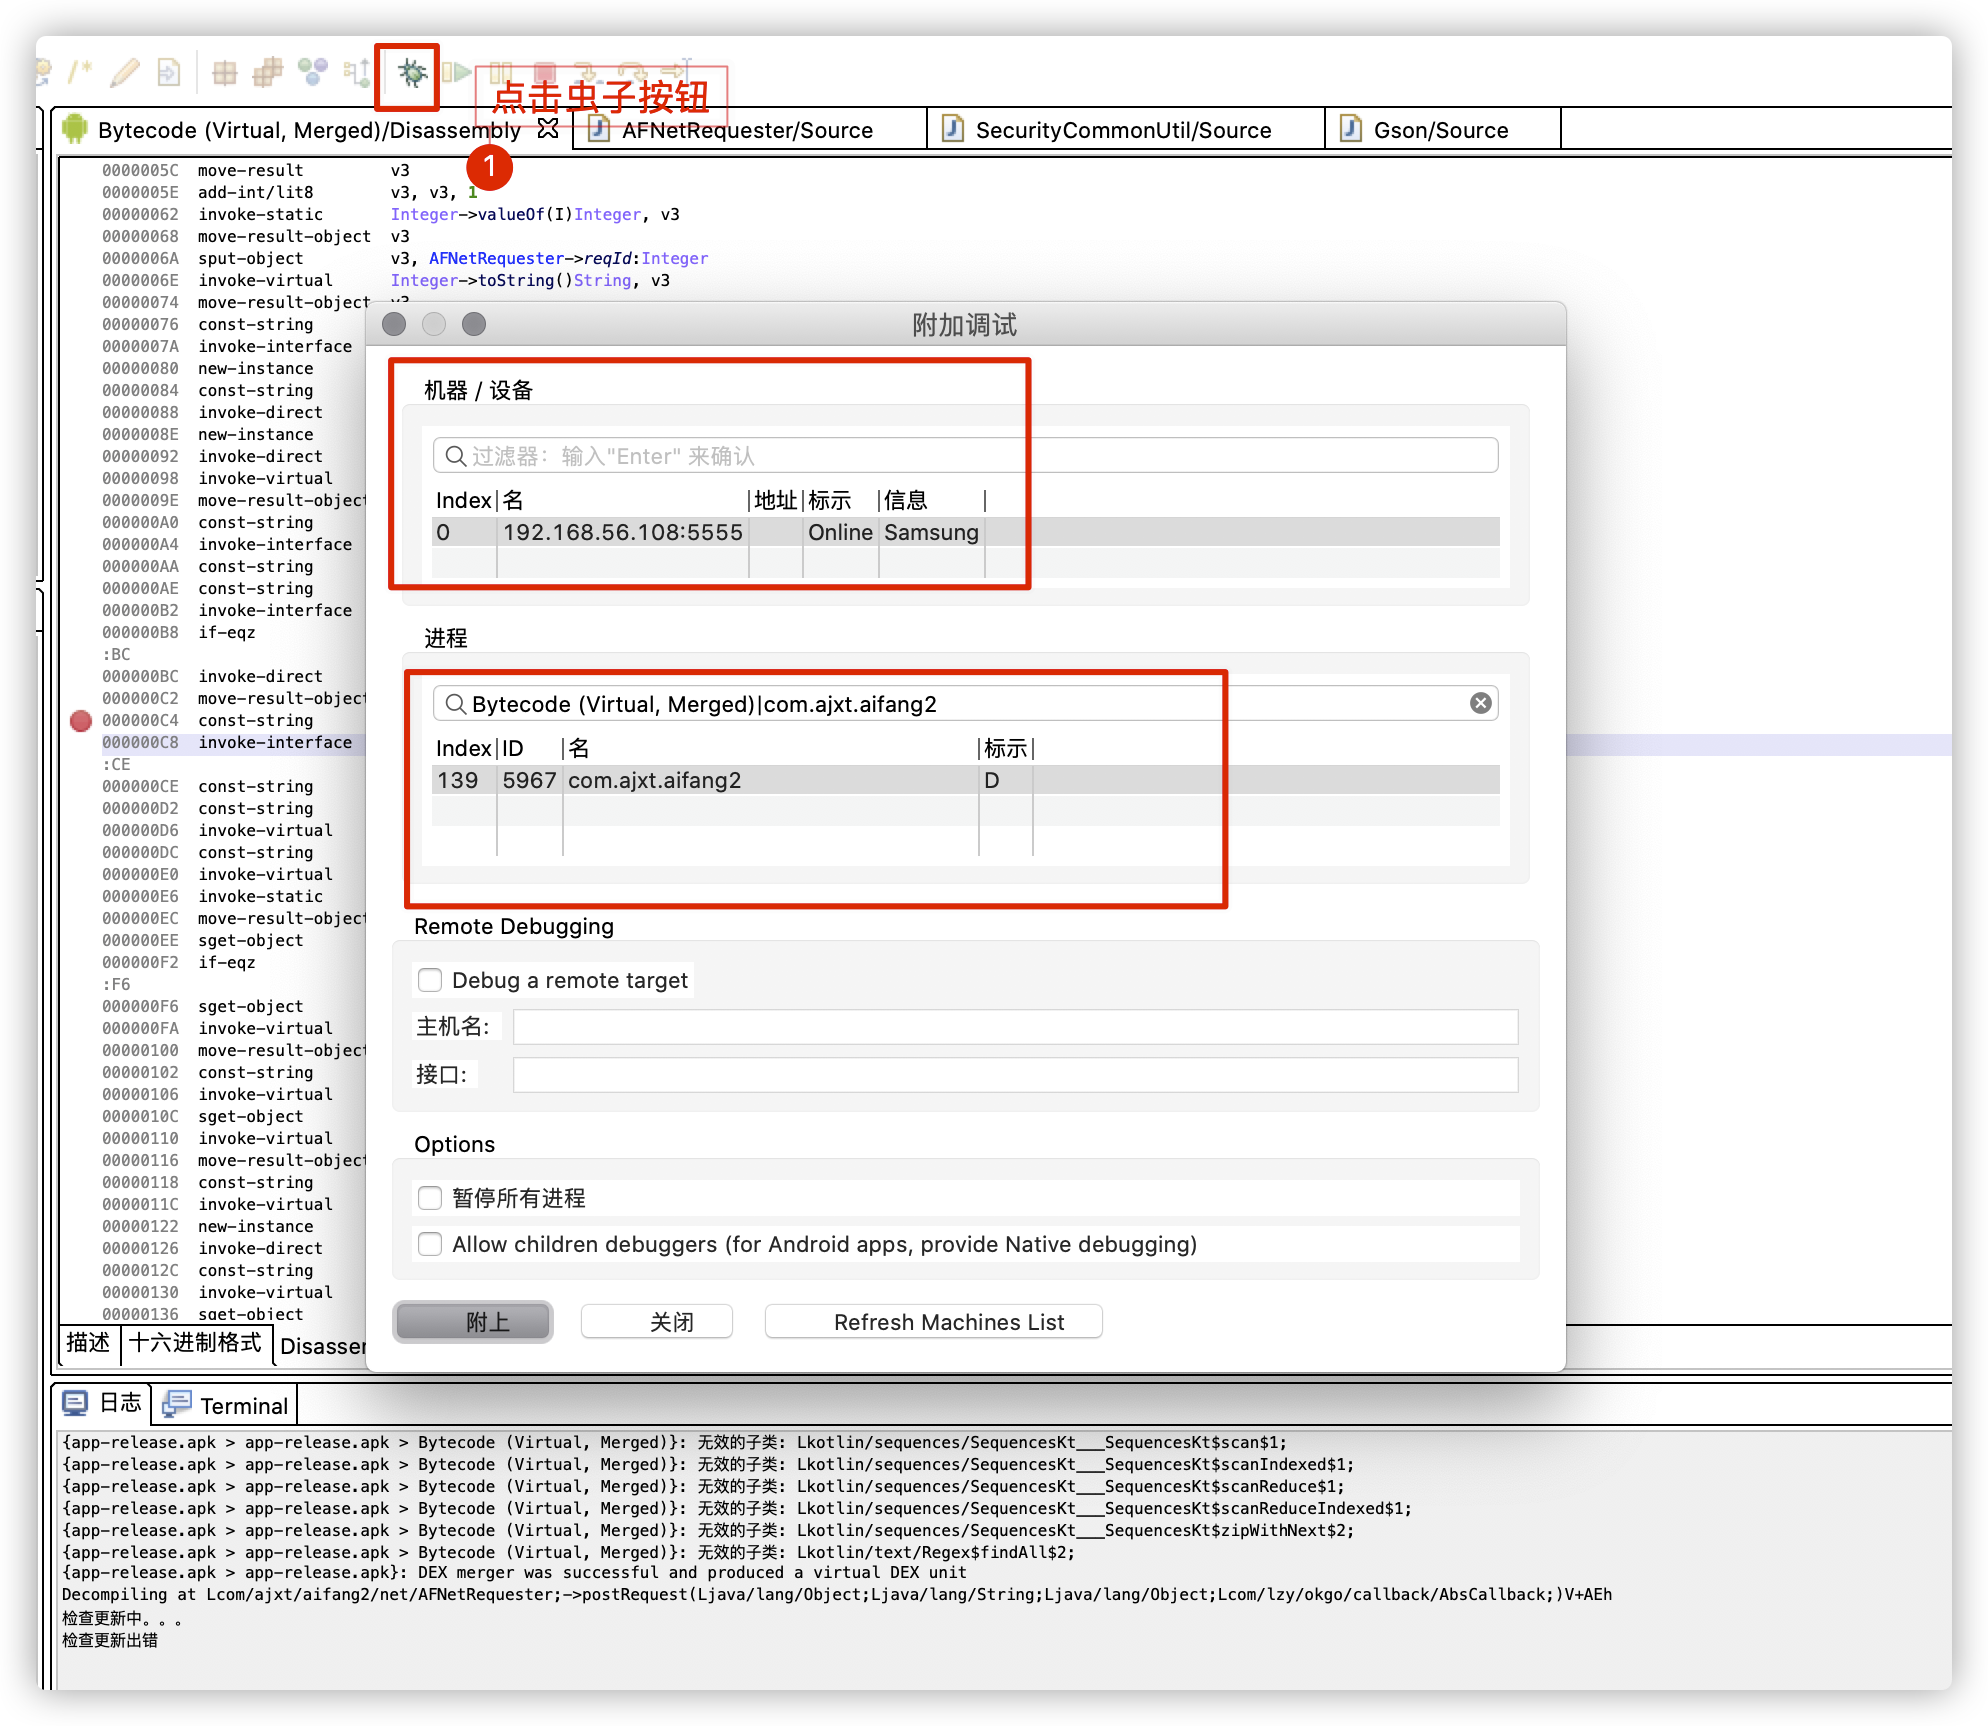 点击虫子按钮
1
Bytecode (Virtual, Merged)/Disassembly
AFNetRequester/Source
SecurityCommonUtil/Source
Gson/Source
0000005C move-result v3
0000005E add-int/lit8 v3, v3, 1
00000062 invoke-static Integer->valueOf(I)Integer, v3
00000068 move-result-object v3
0000006A sput-object v3, AFNetRequester->reqId:Integer
0000006E invoke-virtual Integer->toString()String, v3
00000074 move-result-object v3
00000076 const-string
0000007A invoke-interface
00000080 new-instance
00000084 const-string
00000088 invoke-direct
0000008E new-instance
00000092 invoke-direct
00000098 invoke-virtual
0000009E move-result-object
000000A0 const-string
000000A4 invoke-interface
000000AA const-string
000000AE const-string
000000B2 invoke-interface
000000B8 if-eqz
:BC
000000BC invoke-direct
000000C2 move-result-object
000000C4 const-string
000000C8 invoke-interface
:CE
000000CE const-string
000000D2 const-string
000000D6 invoke-virtual
000000DC const-string
000000E0 invoke-virtual
000000E6 invoke-static
000000EC move-result-object
000000EE sget-object
000000F2 if-eqz
:F6
000000F6 sget-object
000000FA invoke-virtual
00000100 move-result-object
00000102 const-string
00000106 invoke-virtual
0000010C sget-object
00000110 invoke-virtual
00000116 move-result-object
00000118 const-string
0000011C invoke-virtual
00000122 new-instance
00000126 invoke-direct
0000012C const-string
00000130 invoke-virtual
00000136 sget-object
附加调试
机器 / 设备
过滤器：输入"Enter" 来确认
Index 名 地址 标示 信息
0 192.168.56.108:5555 Online Samsung
进程
Bytecode (Virtual, Merged)|com.ajxt.aifang2
Index ID 名 标示
139 5967 com.ajxt.aifang2 D
Remote Debugging
Debug a remote target
主机名:
接口:
Options
暂停所有进程
Allow children debuggers (for Android apps, provide Native debugging)
附上 关闭 Refresh Machines List
描述 十六进制格式 Disasse
日志 Terminal
{app-release.apk > app-release.apk > Bytecode (Virtual, Merged)}: 无效的子类: Lkotlin/sequences/SequencesKt___SequencesKt$scan$1;
{app-release.apk > app-release.apk > Bytecode (Virtual, Merged)}: 无效的子类: Lkotlin/sequences/SequencesKt___SequencesKt$scanIndexed$1;
{app-release.apk > app-release.apk > Bytecode (Virtual, Merged)}: 无效的子类: Lkotlin/sequences/SequencesKt___SequencesKt$scanReduce$1;
{app-release.apk > app-release.apk > Bytecode (Virtual, Merged)}: 无效的子类: Lkotlin/sequences/SequencesKt___SequencesKt$scanReduceIndexed$1;
{app-release.apk > app-release.apk > Bytecode (Virtual, Merged)}: 无效的子类: Lkotlin/sequences/SequencesKt___SequencesKt$zipWithNext$2;
{app-release.apk > app-release.apk > Bytecode (Virtual, Merged)}: 无效的子类: Lkotlin/text/Regex$findAll$2;
{app-release.apk > app-release.apk}: DEX merger was successful and produced a virtual DEX unit
Decompiling at Lcom/ajxt/aifang2/net/AFNetRequester;->postRequest(Ljava/lang/Object;Ljava/lang/String;Ljava/lang/Object;Lcom/lzy/okgo/callback/AbsCallback;)V+AEh
检查更新中。。。
检查更新出错